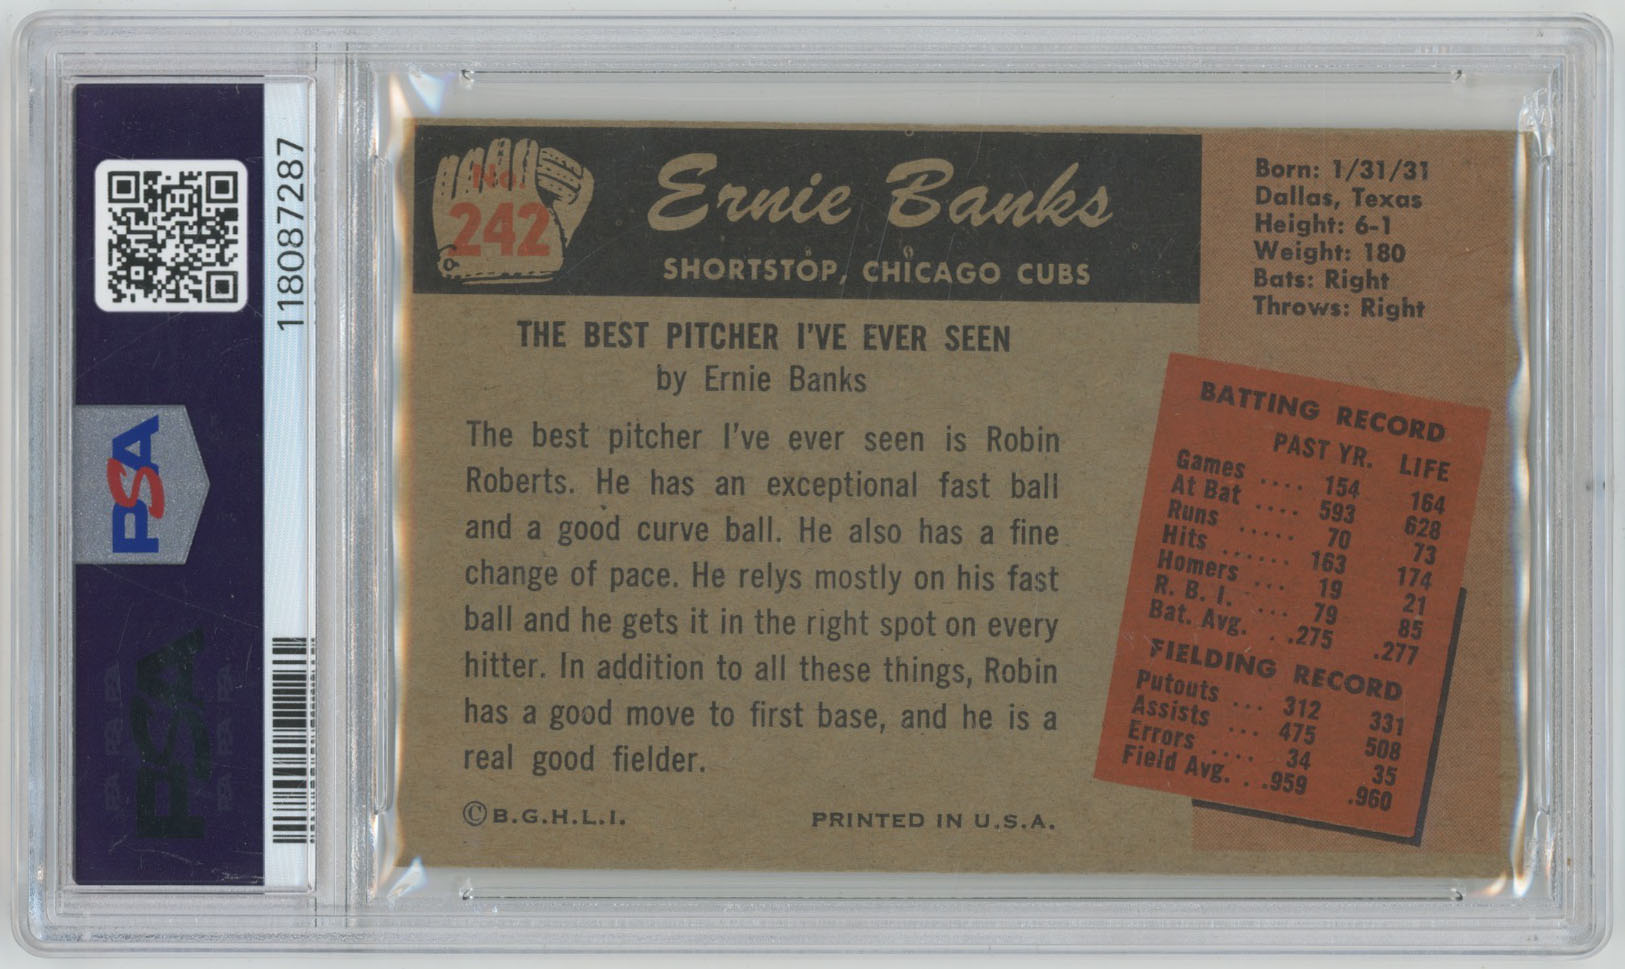 118087287
PSA
PSA
No.
242
Ernie Banks
SHORTSTOP, CHICAGO CUBS
Born: 1/31/31
Dallas, Texas
Height: 6-1
Weight: 180
Bats: Right
Throws: Right
THE BEST PITCHER I'VE EVER SEEN
by Ernie Banks
The best pitcher I've ever seen is Robin
Roberts. He has an exceptional fast ball
and a good curve ball. He also has a fine
change of pace. He relys mostly on his fast
ball and he gets it in the right spot on every
hitter. In addition to all these things, Robin
has a good move to first base, and he is a
real good fielder.
©B.G.H.L.I. PRINTED IN U.S.A.
BATTING RECORD
PAST YR. LIFE
Games .... 154 164
At Bat .... 593 628
Runs ..... 70 73
Hits ...... 163 174
Homers ... 19 21
R. B. I. ... 79 85
Bat. Avg. . .275 .277
FIELDING RECORD
Putouts ... 312 331
Assists ... 475 508
Errors .... 34 35
Field Avg. . .959 .960